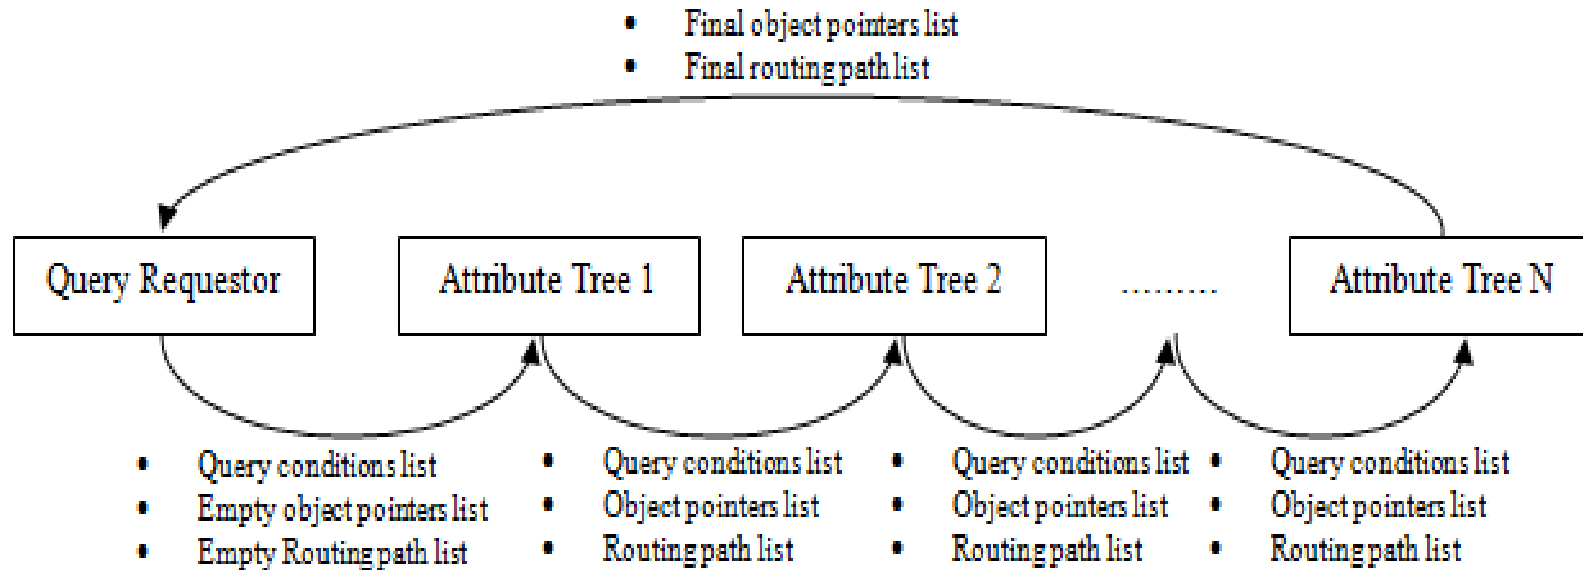 • Final object pointers list
• Final routing path list
Query Requestor
Attribute Tree 1
Attribute Tree 2
.........
Attribute Tree N
• Query conditions list
• Empty object pointers list
• Empty Routing path list
• Query conditions list
• Object pointers list
• Routing path list
• Query conditions list
• Object pointers list
• Routing path list
• Query conditions list
• Object pointers list
• Routing path list